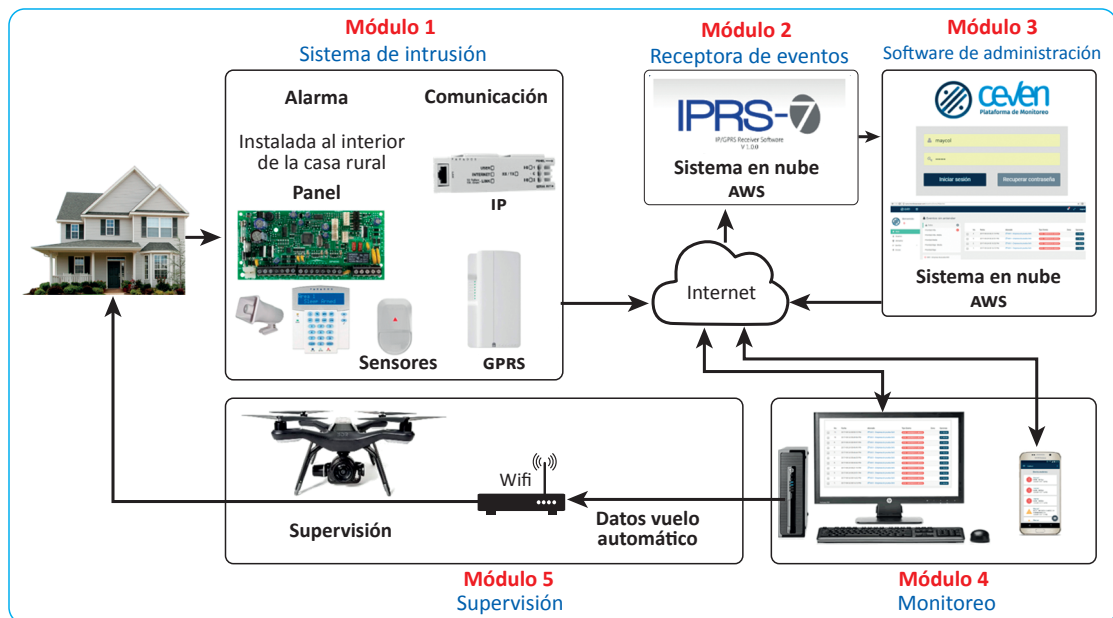 Módulo 1
Sistema de intrusión
Alarma
Comunicación
Instalada al interior
de la casa rural
Panel
IP
Sensores
GPRS
Módulo 2
Receptora de eventos
IPRS-7
IP/GPRS Receiver Software
V 1.0.0
Sistema en nube
AWS
Módulo 3
Software de administración
ceven
Plataforma de Monitoreo
maycol
Iniciar sesión
Recuperar contraseña
Sistema en nube
AWS
Internet
Wifi
Supervisión
Datos vuelo
automático
Módulo 5
Supervisión
Módulo 4
Monitoreo